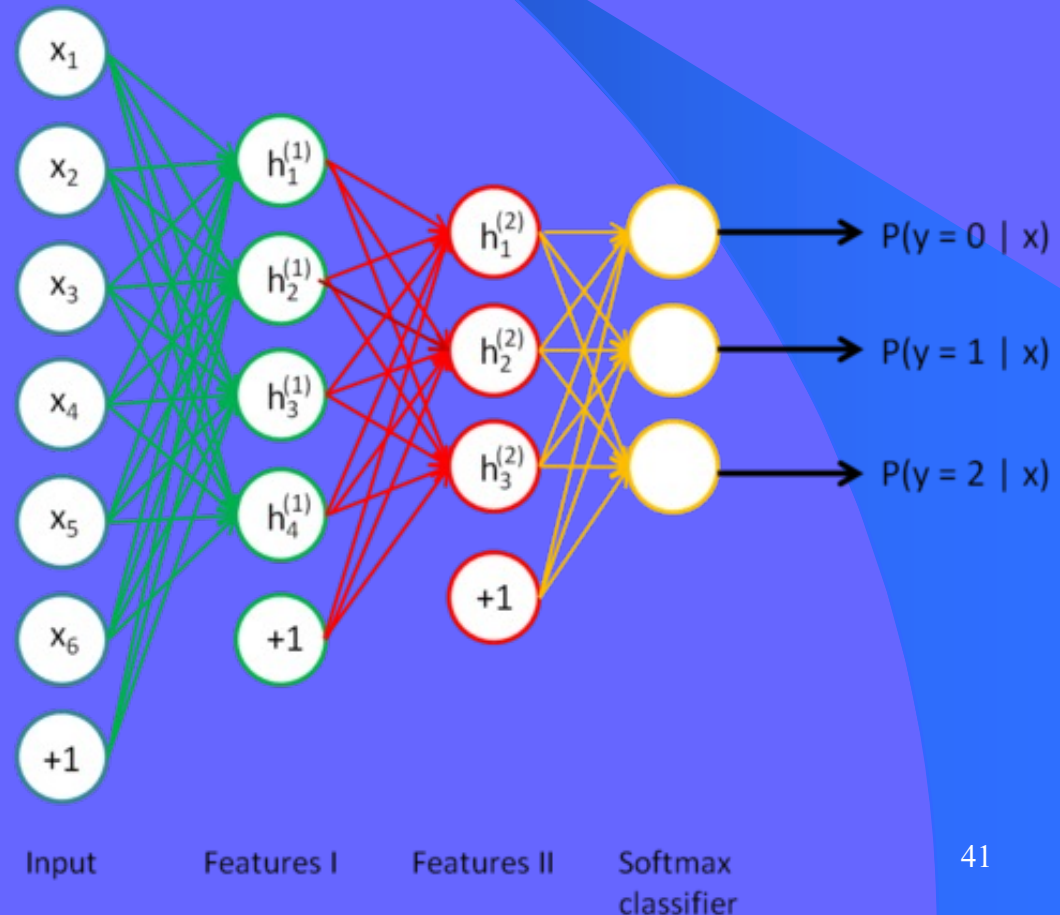 x₁
x₂
x₃
x₄
x₅
x₆
+1
h₁⁽¹⁾
h₂⁽¹⁾
h₃⁽¹⁾
h₄⁽¹⁾
+1
h₁⁽²⁾
h₂⁽²⁾
h₃⁽²⁾
+1
P(y = 0 | x)
P(y = 1 | x)
P(y = 2 | x)
Input
Features I
Features II
Softmax
classifier
41